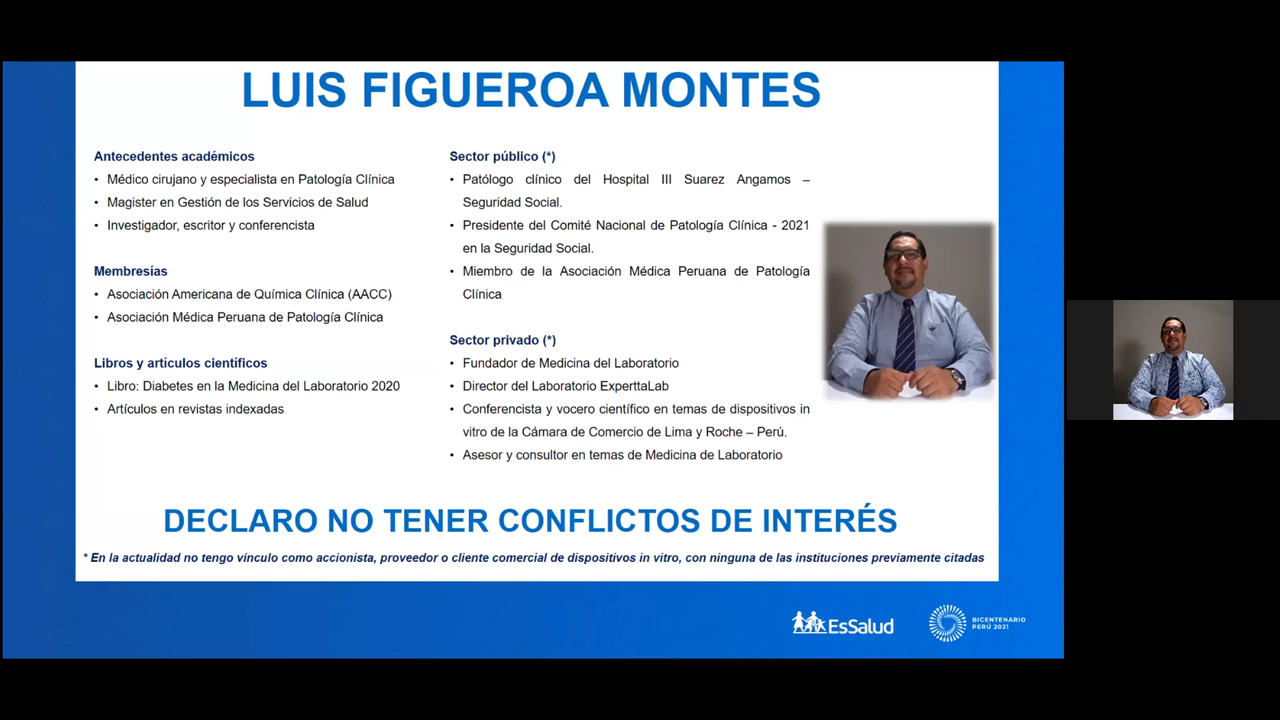 LUIS FIGUEROA MONTES
Antecedentes académicos
• Médico cirujano y especialista en Patología Clínica
• Magister en Gestión de los Servicios de Salud
• Investigador, escritor y conferencista
Membresías
• Asociación Americana de Química Clínica (AACC)
• Asociación Médica Peruana de Patología Clínica
Libros y artículos científicos
• Libro: Diabetes en la Medicina del Laboratorio 2020
• Artículos en revistas indexadas
Sector público (*)
• Patólogo clínico del Hospital III Suarez Angamos –
Seguridad Social.
• Presidente del Comité Nacional de Patología Clínica - 2021
en la Seguridad Social.
• Miembro de la Asociación Médica Peruana de Patología
Clínica
Sector privado (*)
• Fundador de Medicina del Laboratorio
• Director del Laboratorio ExperttaLab
• Conferencista y vocero científico en temas de dispositivos in
vitro de la Cámara de Comercio de Lima y Roche – Perú.
• Asesor y consultor en temas de Medicina de Laboratorio
DECLARO NO TENER CONFLICTOS DE INTERÉS
* En la actualidad no tengo vínculo como accionista, proveedor o cliente comercial de dispositivos in vitro, con ninguna de las instituciones previamente citadas
EsSalud
BICENTENARIO
PERÚ 2021